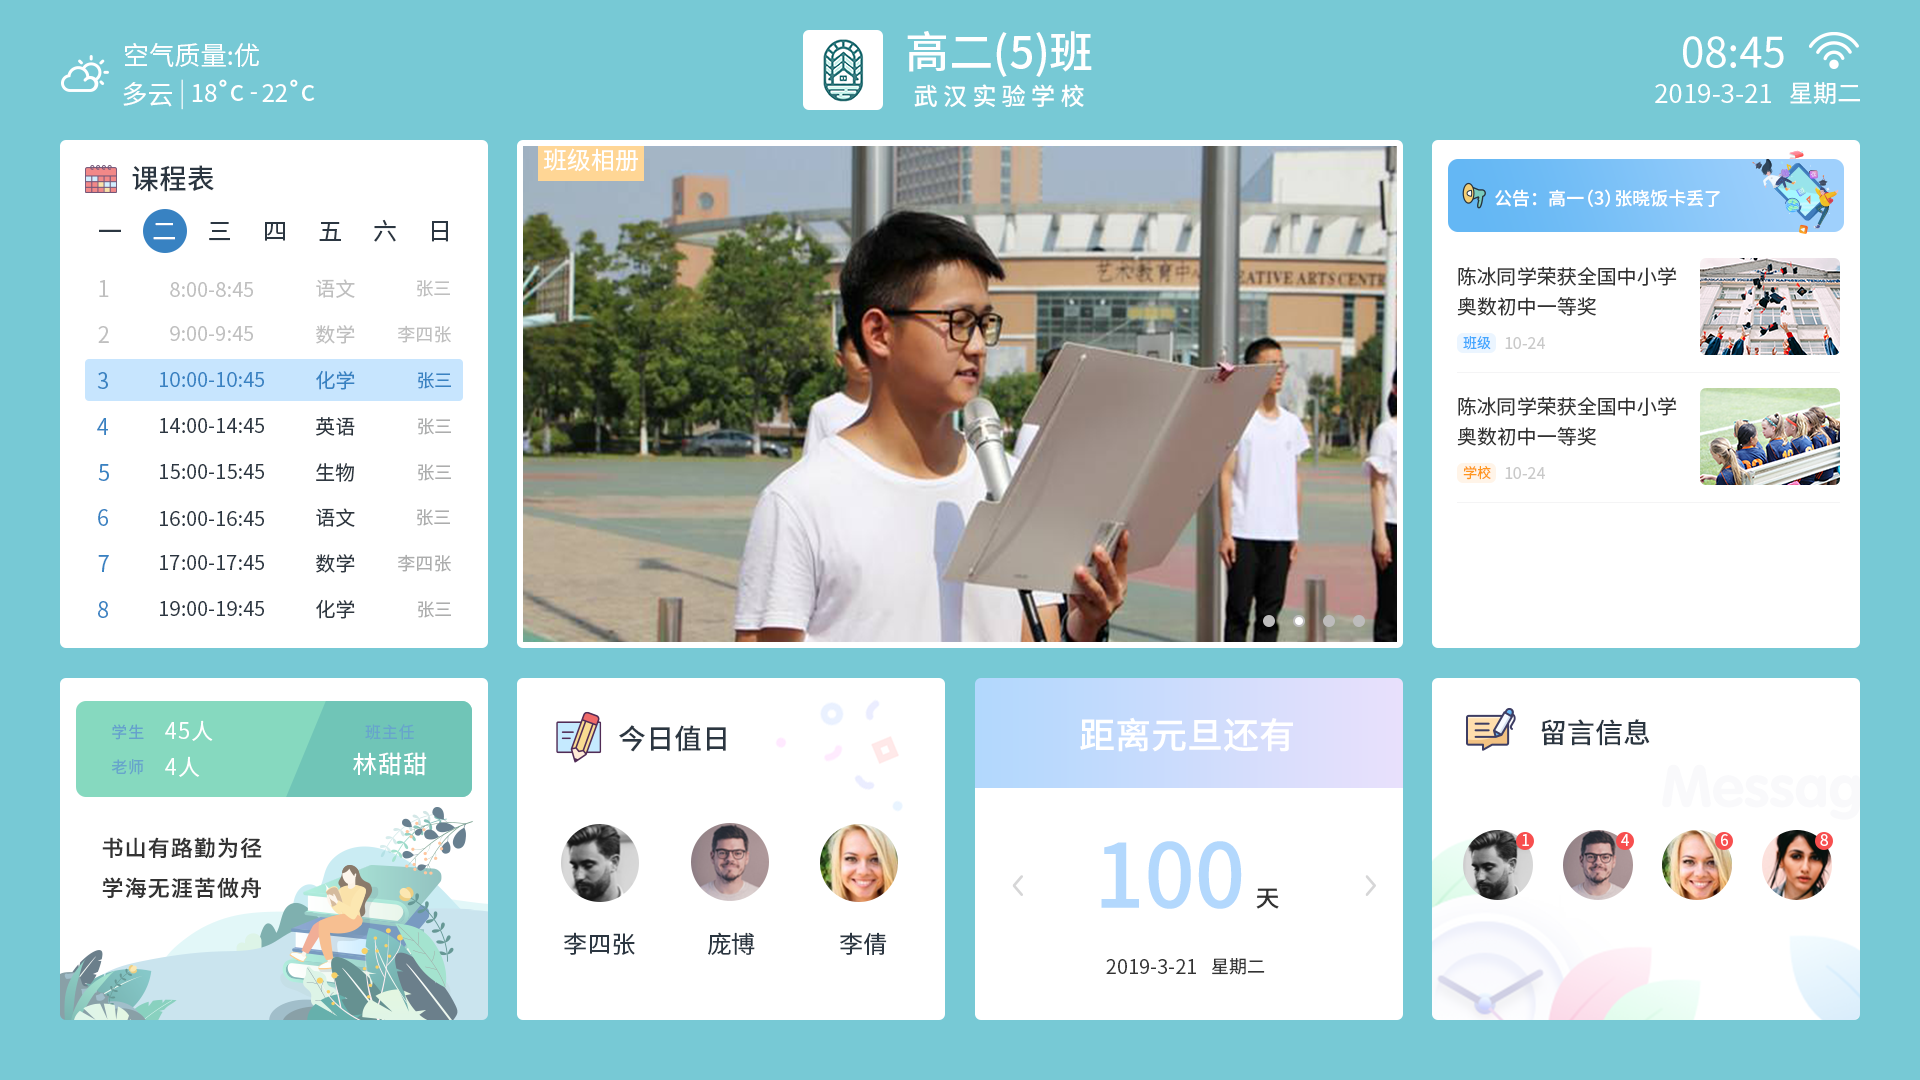 空气质量:优
多云 | 18°C - 22°C
高二(5)班
武汉实验学校
08:45
2019-3-21 星期二
课程表
一 二 三 四 五 六 日
1 8:00-8:45 语文 张三
2 9:00-9:45 数学 李四张
3 10:00-10:45 化学 张三
4 14:00-14:45 英语 张三
5 15:00-15:45 生物 张三
6 16:00-16:45 语文 张三
7 17:00-17:45 数学 李四张
8 19:00-19:45 化学 张三
班级相册
艺术教育中
EATIVE ARTS CENTR
公告：高一（3）张晓饭卡丢了
陈冰同学荣获全国中小学
奥数初中一等奖
班级 10-24
陈冰同学荣获全国中小学
奥数初中一等奖
学校 10-24
学生 45人
老师 4人
班主任
林甜甜
书山有路勤为径
学海无涯苦做舟
今日值日
李四张 庞博 李倩
距离元旦还有
100 天
2019-3-21 星期二
留言信息
Messag
1 4 6 8